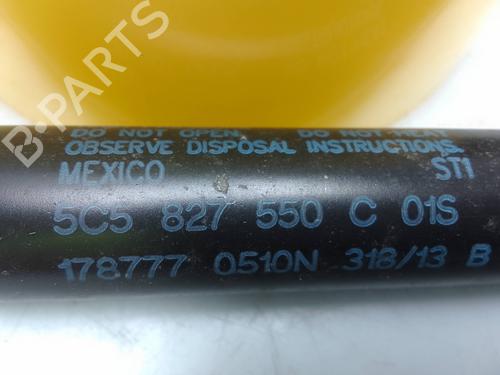 B-PARTS
DO NOT OPEN. DO NOT HEAT
OBSERVE DISPOSAL INSTRUCTIONS.
MEXICO ST1
5C5 827 550 C 01S
178777 0510N 318/13 B